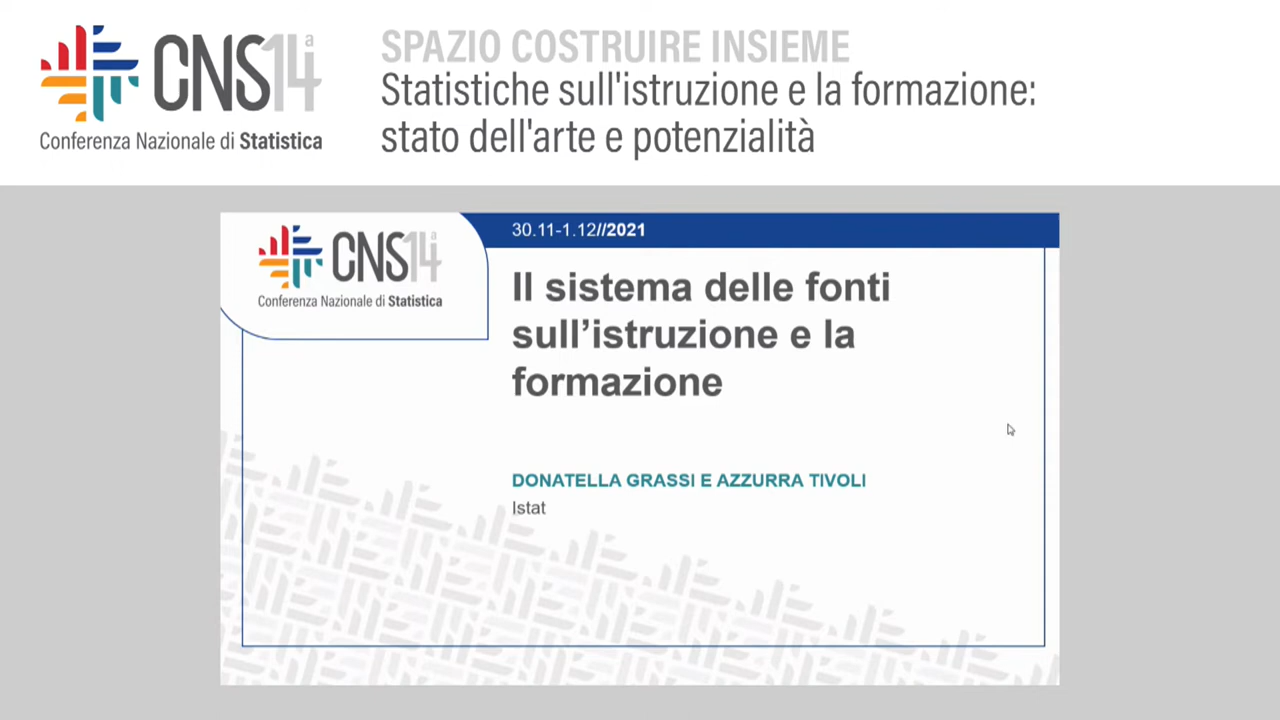 CNS14a
Conferenza Nazionale di Statistica
SPAZIO COSTRUIRE INSIEME
Statistiche sull'istruzione e la formazione:
stato dell'arte e potenzialità
CNS14a
Conferenza Nazionale di Statistica
30.11-1.12//2021
Il sistema delle fonti
sull’istruzione e la
formazione
DONATELLA GRASSI E AZZURRA TIVOLI
Istat